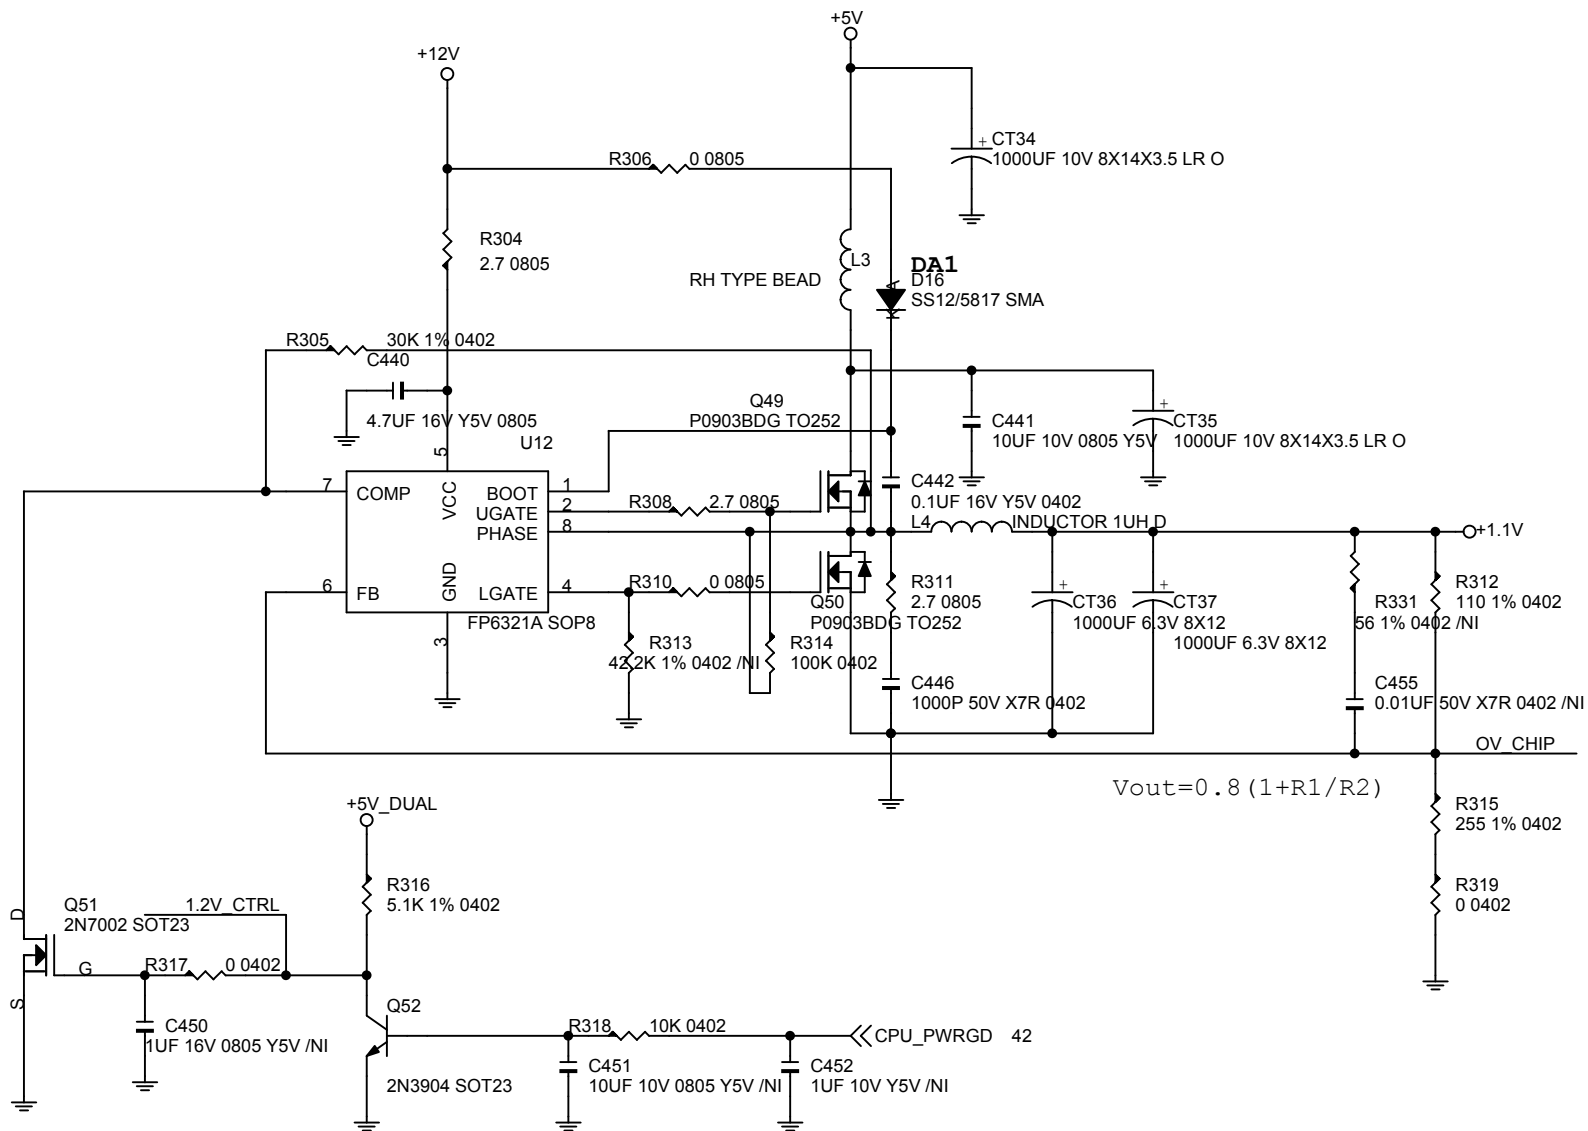 +5V
+12V
CT34
1000UF 10V 8X14X3.5 LR O
R306
0 0805
R304
2.7 0805
L3
RH TYPE BEAD
DA1
D16
SS12/5817 SMA
A
K
R305
30K 1% 0402
C440
4.7UF 16V Y5V 0805
Q49
P0903BDG TO252
C441
10UF 10V 0805 Y5V
CT35
1000UF 10V 8X14X3.5 LR O
U12
5
7
COMP
VCC
BOOT
1
UGATE
2
PHASE
8
6
FB
GND
LGATE
4
3
FP6321A SOP8
R308
2.7 0805
C442
0.1UF 16V Y5V 0402
L4
INDUCTOR 1UH D
+1.1V
R310
0 0805
Q50
P0903BDG TO252
R311
2.7 0805
CT36
1000UF 6.3V 8X12
CT37
1000UF 6.3V 8X12
R331
56 1% 0402 /NI
R312
110 1% 0402
R313
42.2K 1% 0402 /NI
R314
100K 0402
C446
1000P 50V X7R 0402
C455
0.01UF 50V X7R 0402 /NI
OV_CHIP
Vout=0.8(1+R1/R2)
R315
255 1% 0402
R319
0 0402
+5V_DUAL
R316
5.1K 1% 0402
Q51
2N7002 SOT23
1.2V_CTRL
D
G
S
R317
0 0402
C450
1UF 16V 0805 Y5V /NI
Q52
2N3904 SOT23
R318
10K 0402
CPU_PWRGD 42
C451
10UF 10V 0805 Y5V /NI
C452
1UF 10V Y5V /NI